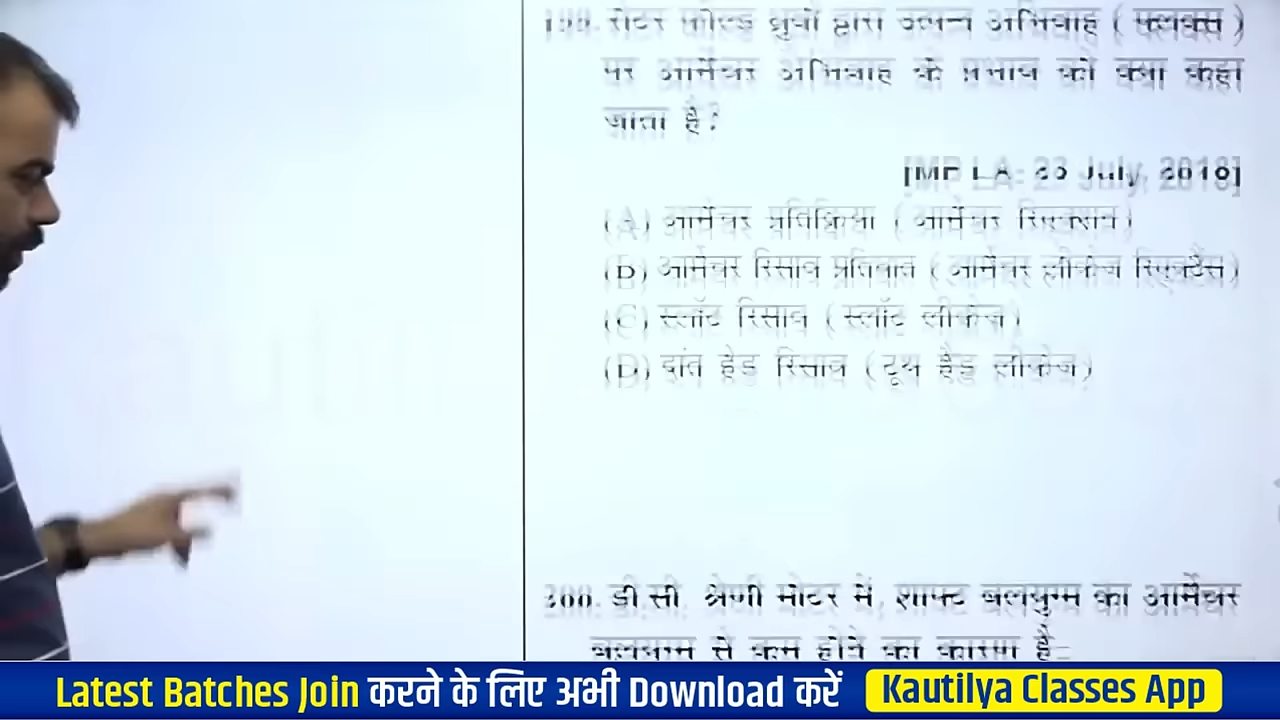 199. रोटर फील्ड ध्रुवों द्वारा उत्पन्न अभिवाह ( फ्लक्स )
पर आर्मेचर अभिवाह के प्रभाव को क्या कहा
जाता है?
[MP LA: 23 July, 2018]
(A) आर्मेचर प्रतिक्रिया ( आर्मेचर रिएक्शन )
(B) आर्मेचर रिसाव प्रतिघात ( आर्मेचर लीकेज रिएक्टैंस )
(C) स्लॉट रिसाव ( स्लॉट लीकेज )
(D) दांत हेड रिसाव ( टूथ हैड लीकेज )
200. डी.सी. श्रेणी मोटर में, शाफ्ट बलयुग्म का आर्मेचर
बलयुग्म से कम होने का कारण है–
Latest Batches Join करने के लिए अभी Download करें Kautilya Classes App